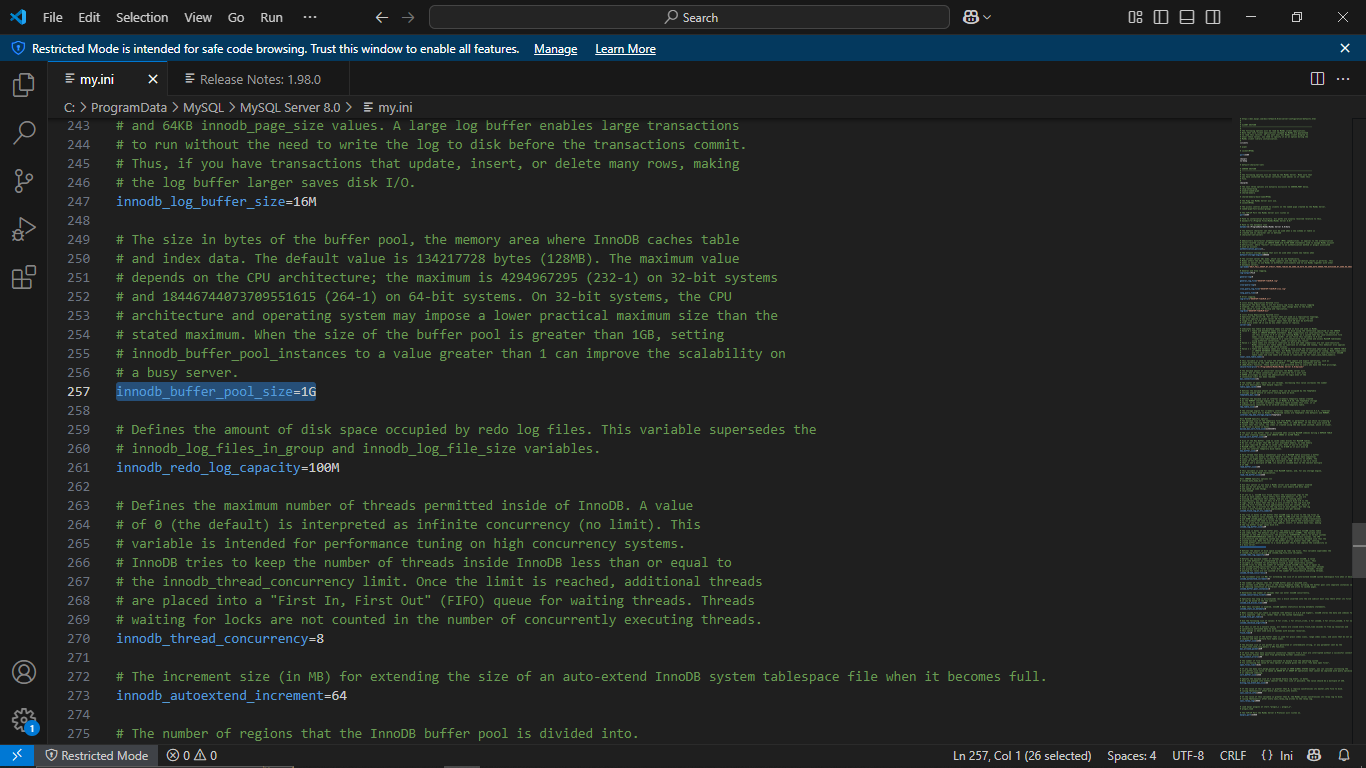 File Edit Selection View Go Run ··· Search
Restricted Mode is intended for safe code browsing. Trust this window to enable all features. Manage Learn More
my.ini Release Notes: 1.98.0
C: > ProgramData > MySQL > MySQL Server 8.0 > my.ini
243 # and 64KB innodb_page_size values. A large log buffer enables large transactions
244 # to run without the need to write the log to disk before the transactions commit.
245 # Thus, if you have transactions that update, insert, or delete many rows, making
246 # the log buffer larger saves disk I/O.
247 innodb_log_buffer_size=16M
248
249 # The size in bytes of the buffer pool, the memory area where InnoDB caches table
250 # and index data. The default value is 134217728 bytes (128MB). The maximum value
251 # depends on the CPU architecture; the maximum is 4294967295 (232-1) on 32-bit systems
252 # and 18446744073709551615 (264-1) on 64-bit systems. On 32-bit systems, the CPU
253 # architecture and operating system may impose a lower practical maximum size than the
254 # stated maximum. When the size of the buffer pool is greater than 1GB, setting
255 # innodb_buffer_pool_instances to a value greater than 1 can improve the scalability on
256 # a busy server.
257 innodb_buffer_pool_size=1G
258
259 # Defines the amount of disk space occupied by redo log files. This variable supersedes the
260 # innodb_log_files_in_group and innodb_log_file_size variables.
261 innodb_redo_log_capacity=100M
262
263 # Defines the maximum number of threads permitted inside of InnoDB. A value
264 # of 0 (the default) is interpreted as infinite concurrency (no limit). This
265 # variable is intended for performance tuning on high concurrency systems.
266 # InnoDB tries to keep the number of threads inside InnoDB less than or equal to
267 # the innodb_thread_concurrency limit. Once the limit is reached, additional threads
268 # are placed into a "First In, First Out" (FIFO) queue for waiting threads. Threads
269 # waiting for locks are not counted in the number of concurrently executing threads.
270 innodb_thread_concurrency=8
271
272 # The increment size (in MB) for extending the size of an auto-extend InnoDB system tablespace file when it becomes full.
273 innodb_autoextend_increment=64
274
275 # The number of regions that the InnoDB buffer pool is divided into.
1
Restricted Mode 0 0 Ln 257, Col 1 (26 selected) Spaces: 4 UTF-8 CRLF { } Ini